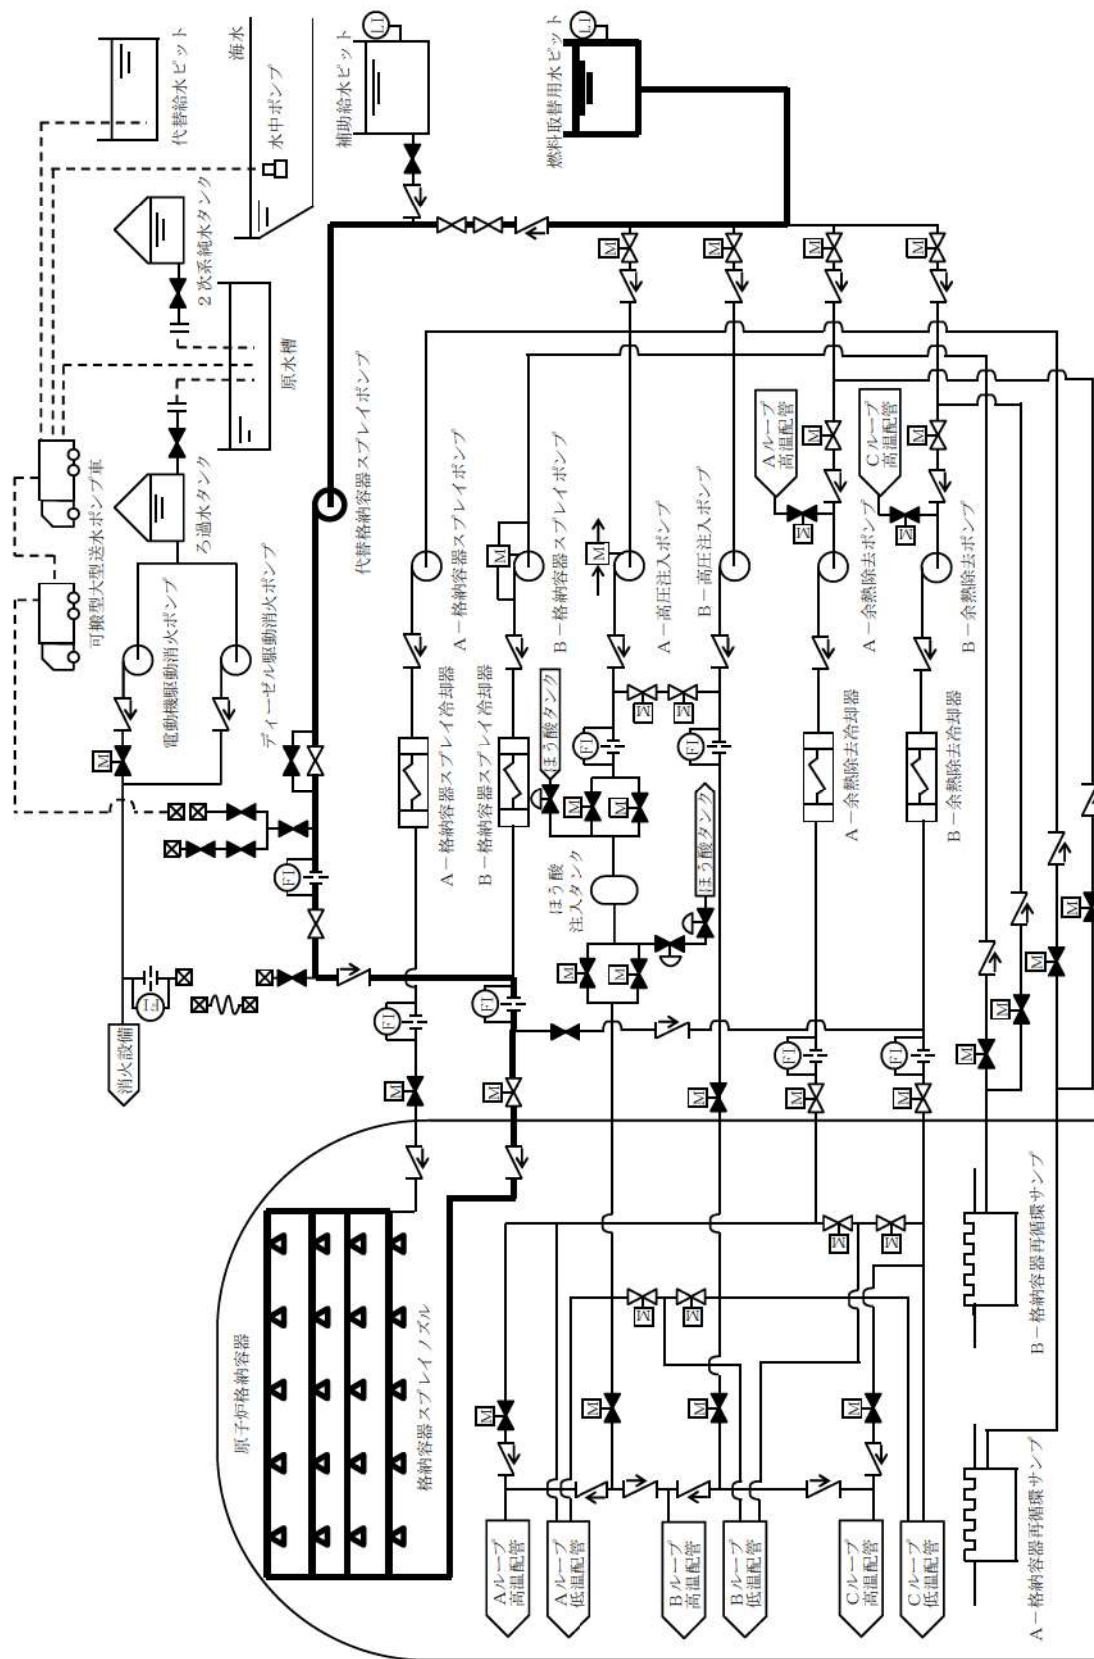 代替給水ピット
海水
水中ポンプ
補助給水ピット
LI
燃料取替用水ピット
LI
2次系純水タンク
原水槽
可搬型大型送水ポンプ車
ろ過水タンク
電動機駆動消火ポンプ
ディーゼル駆動消火ポンプ
代替格納容器スプレイポンプ
A-格納容器スプレイポンプ
B-格納容器スプレイポンプ
A-高圧注入ポンプ
B-高圧注入ポンプ
A-余熱除去ポンプ
B-余熱除去ポンプ
Aループ
高温配管
Cループ
高温配管
M
M
M
M
M
M
M
M
M
M
M
A-格納容器スプレイ冷却器
B-格納容器スプレイ冷却器
ほう酸タンク
ほう酸
注入タンク
ほう酸タンク
A-余熱除去冷却器
B-余熱除去冷却器
FI
FI
FI
M
M
M
M
M
M
消火設備
FI
FI
FI
FI
FI
M
M
M
M
M
M
M
M
M
原子炉格納容器
格納容器スプレイノズル
M
M
M
M
M
M
M
M
Aループ
高温配管
Aループ
低温配管
Bループ
高温配管
Bループ
低温配管
Cループ
高温配管
Cループ
低温配管
B-格納容器再循環サンプ
A-格納容器再循環サンプ